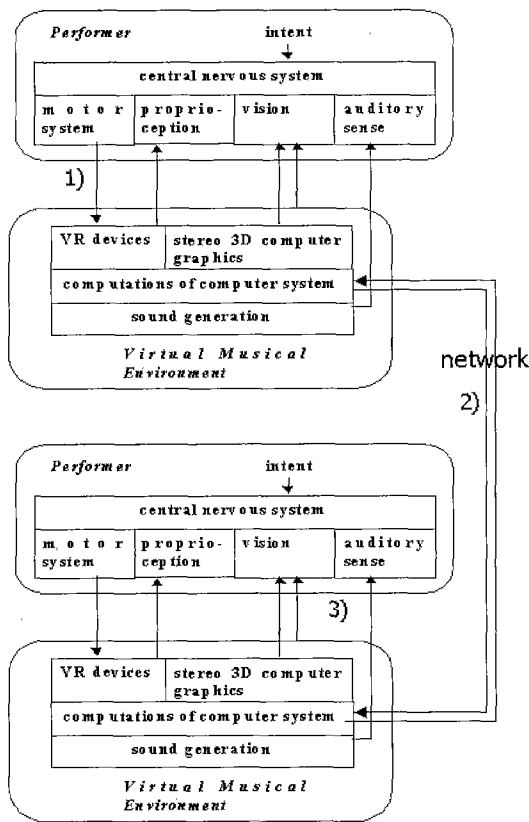 Performer intent
central nervous system
motor proprio- vision auditory
system ception sense
1)
VR devices stereo 3D computer
graphics
computations of computer system
sound generation
Virtual Musical
Environment
network
2)
Performer intent
central nervous system
motor proprio- vision auditory
system ception sense
3)
VR devices stereo 3D computer
graphics
computations of computer system
sound generation
Virtual Musical
Environment